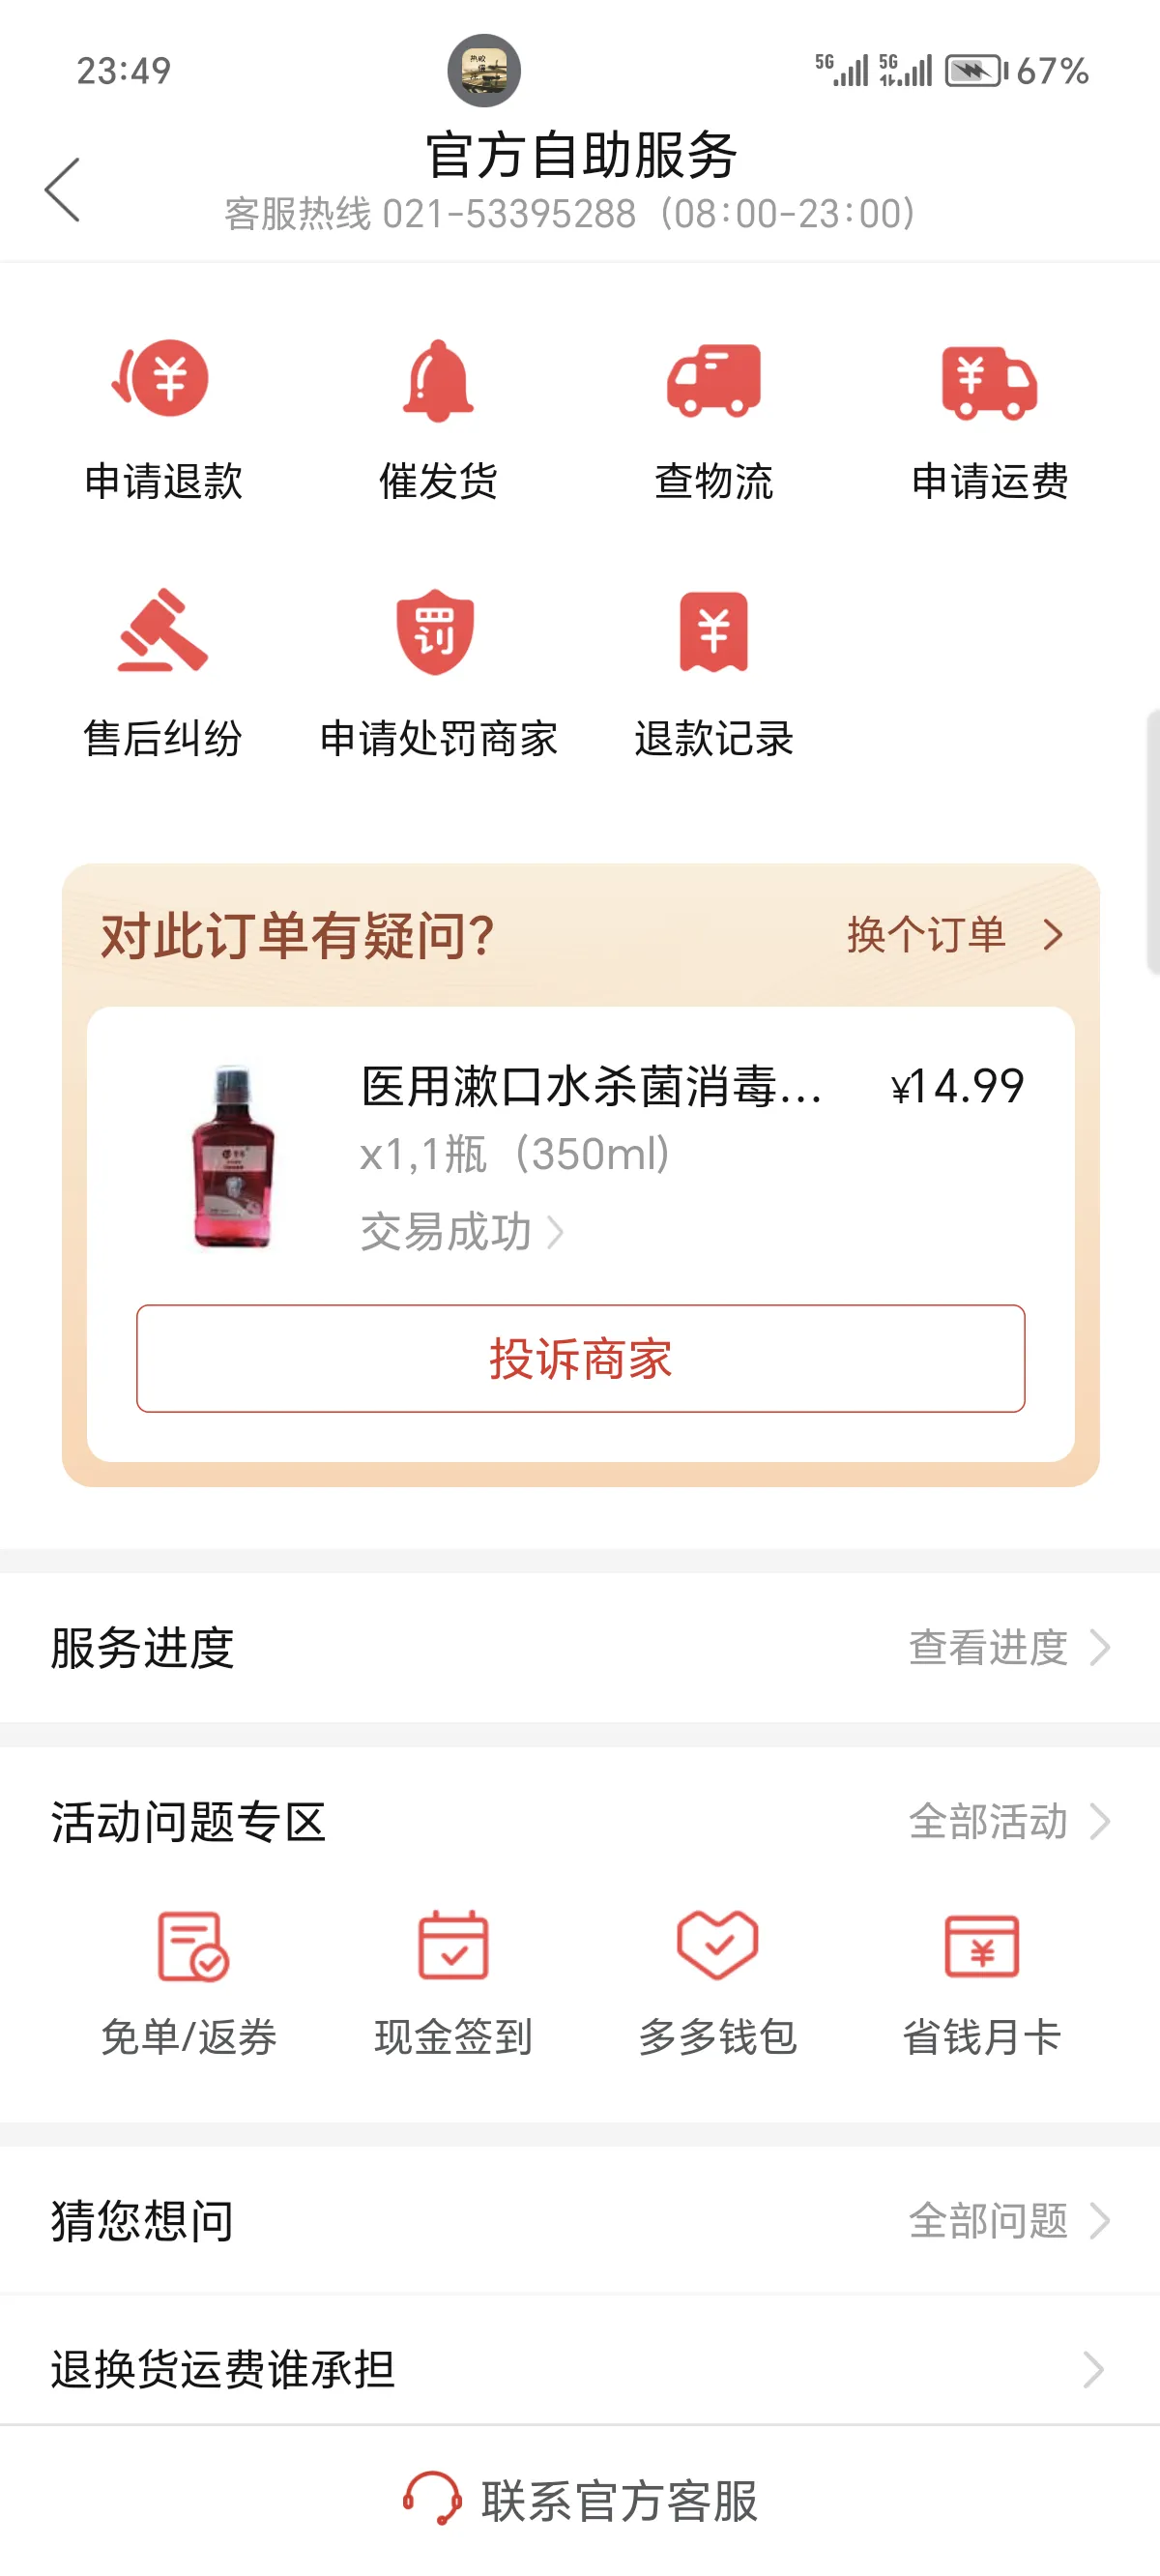 23:49
5G 5G 67%
官方自助服务
客服热线 021-53395288（08:00-23:00）
申请退款 催发货 查物流 申请运费
罚
售后纠纷 申请处罚商家 退款记录
对此订单有疑问？ 换个订单
医用漱口水杀菌消毒... ¥14.99
x1,1瓶（350ml）
交易成功
投诉商家
服务进度 查看进度
活动问题专区 全部活动
免单/返券 现金签到 多多钱包 省钱月卡
猜您想问 全部问题
退换货运费谁承担
联系官方客服